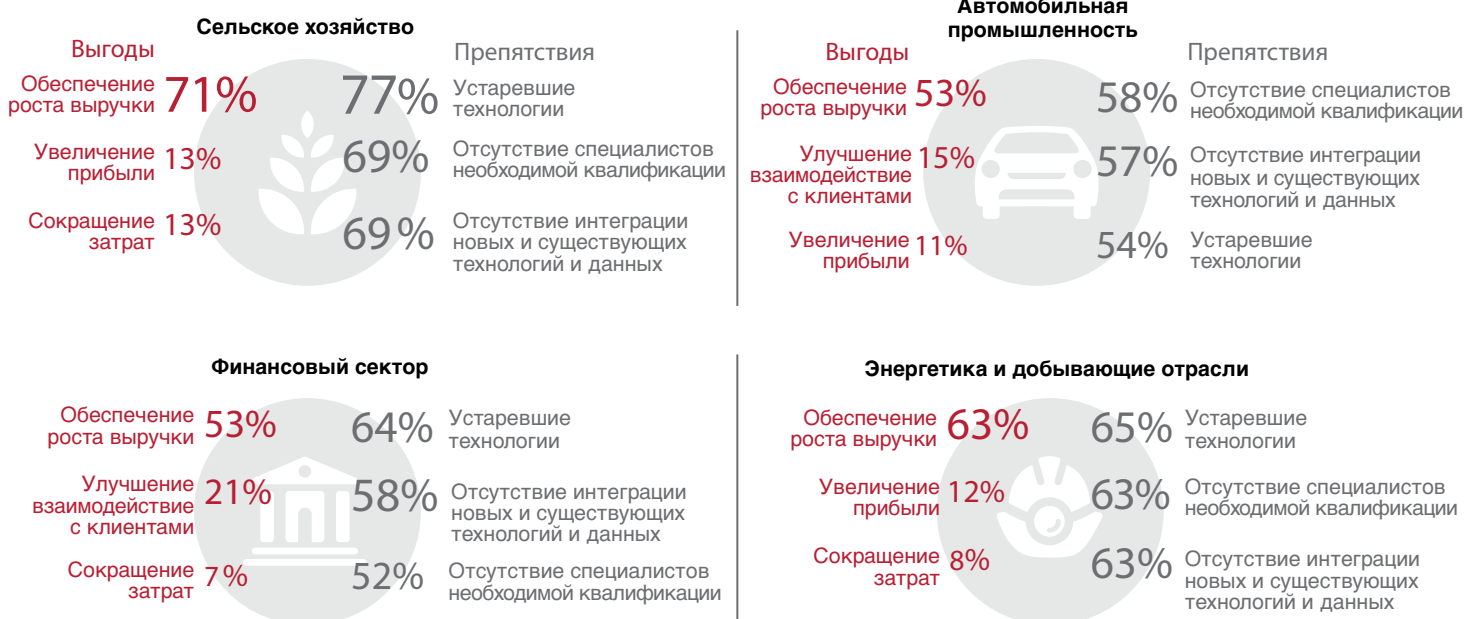 Сельское хозяйство
Выгоды
Препятствия
Обеспечение
роста выручки
71%
77%
Устаревшие
технологии
Увеличение
прибыли
13%
69%
Отсутствие специалистов
необходимой квалификации
Сокращение
затрат
13%
69%
Отсутствие интеграции
новых и существующих
технологий и данных
Автомобильная
промышленность
Выгоды
Препятствия
Обеспечение
роста выручки
53%
58%
Отсутствие специалистов
необходимой квалификации
Улучшение
взаимодействие
с клиентами
15%
57%
Отсутствие интеграции
новых и существующих
технологий и данных
Увеличение
прибыли
11%
54%
Устаревшие
технологии
Финансовый сектор
Обеспечение
роста выручки
53%
64%
Устаревшие
технологии
Улучшение
взаимодействие
с клиентами
21%
58%
Отсутствие интеграции
новых и существующих
технологий и данных
Сокращение
затрат
7%
52%
Отсутствие специалистов
необходимой квалификации
Энергетика и добывающие отрасли
Обеспечение
роста выручки
63%
65%
Устаревшие
технологии
Увеличение
прибыли
12%
63%
Отсутствие специалистов
необходимой квалификации
Сокращение
затрат
8%
63%
Отсутствие интеграции
новых и существующих
технологий и данных